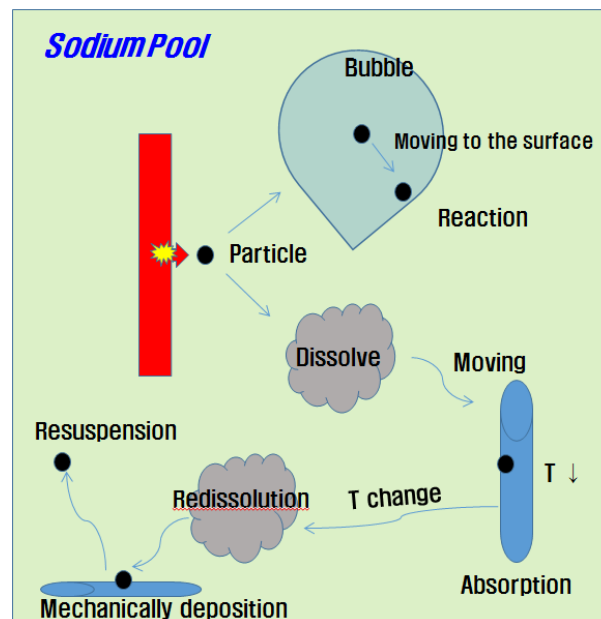 Sodium Pool
Bubble
Moving to the surface
Reaction
Particle
Dissolve
Moving
Resuspension
T ↓
Redissolution
T change
Absorption
Mechanically deposition